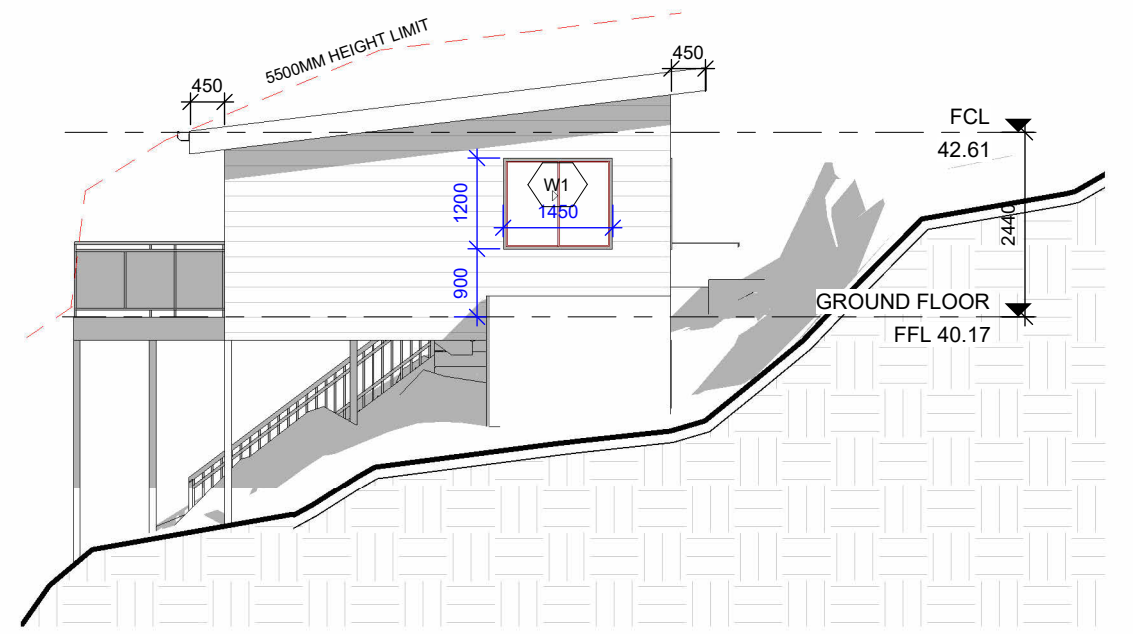 5500MM HEIGHT LIMIT
450
450
FCL
42.61
W1
1200
1450
2440
900
GROUND FLOOR
FFL 40.17